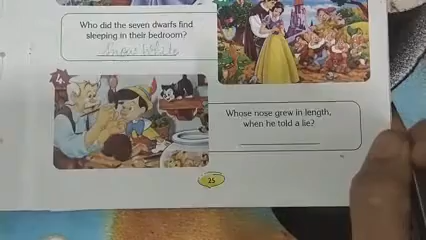 Who did the seven dwarfs find
sleeping in their bedroom?
Snow White
4.
Whose nose grew in length,
when he told a lie?
25